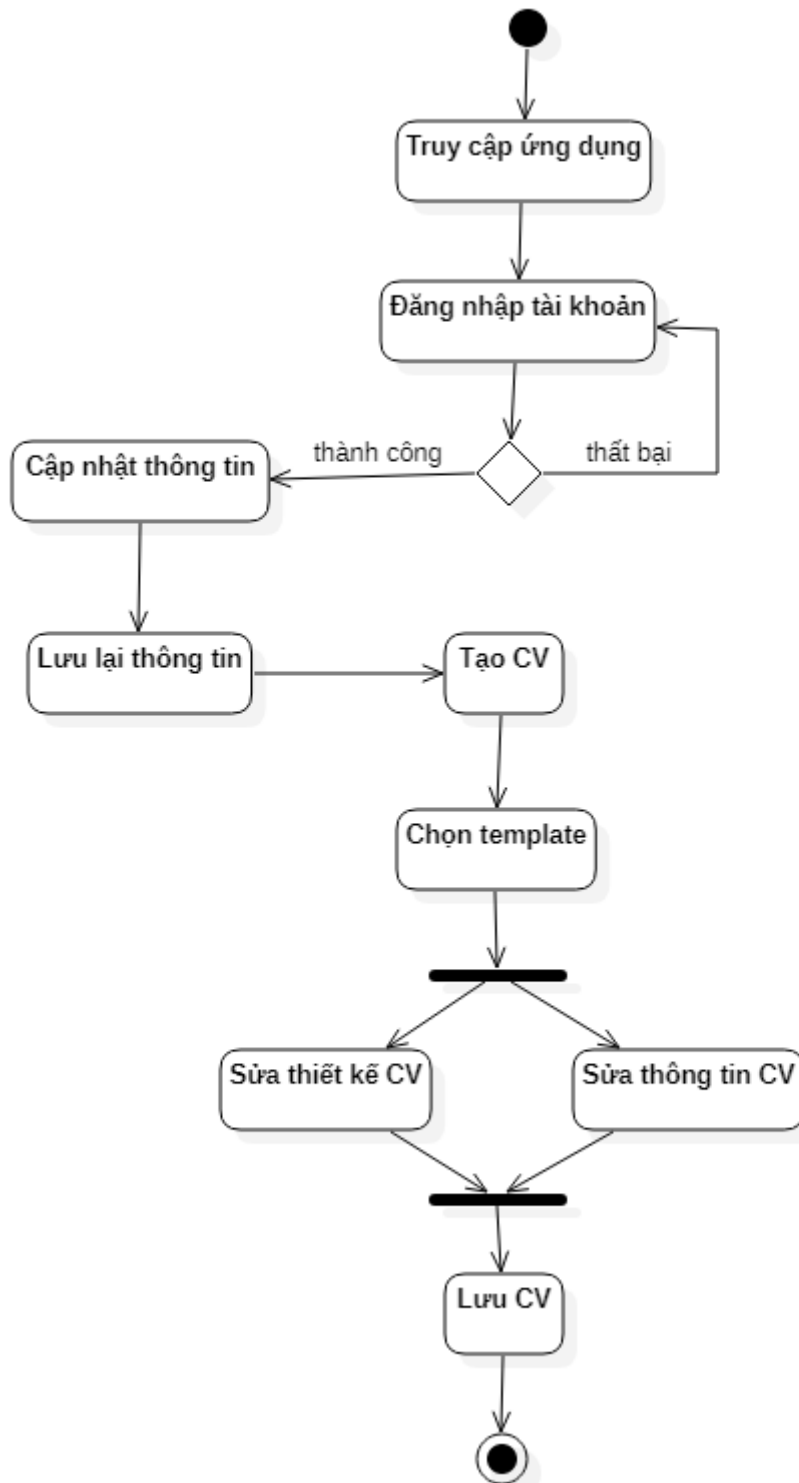 Truy cập ứng dụng
Đăng nhập tài khoản
thành công
thất bại
Cập nhật thông tin
Lưu lại thông tin
Tạo CV
Chọn template
Sửa thiết kế CV
Sửa thông tin CV
Lưu CV